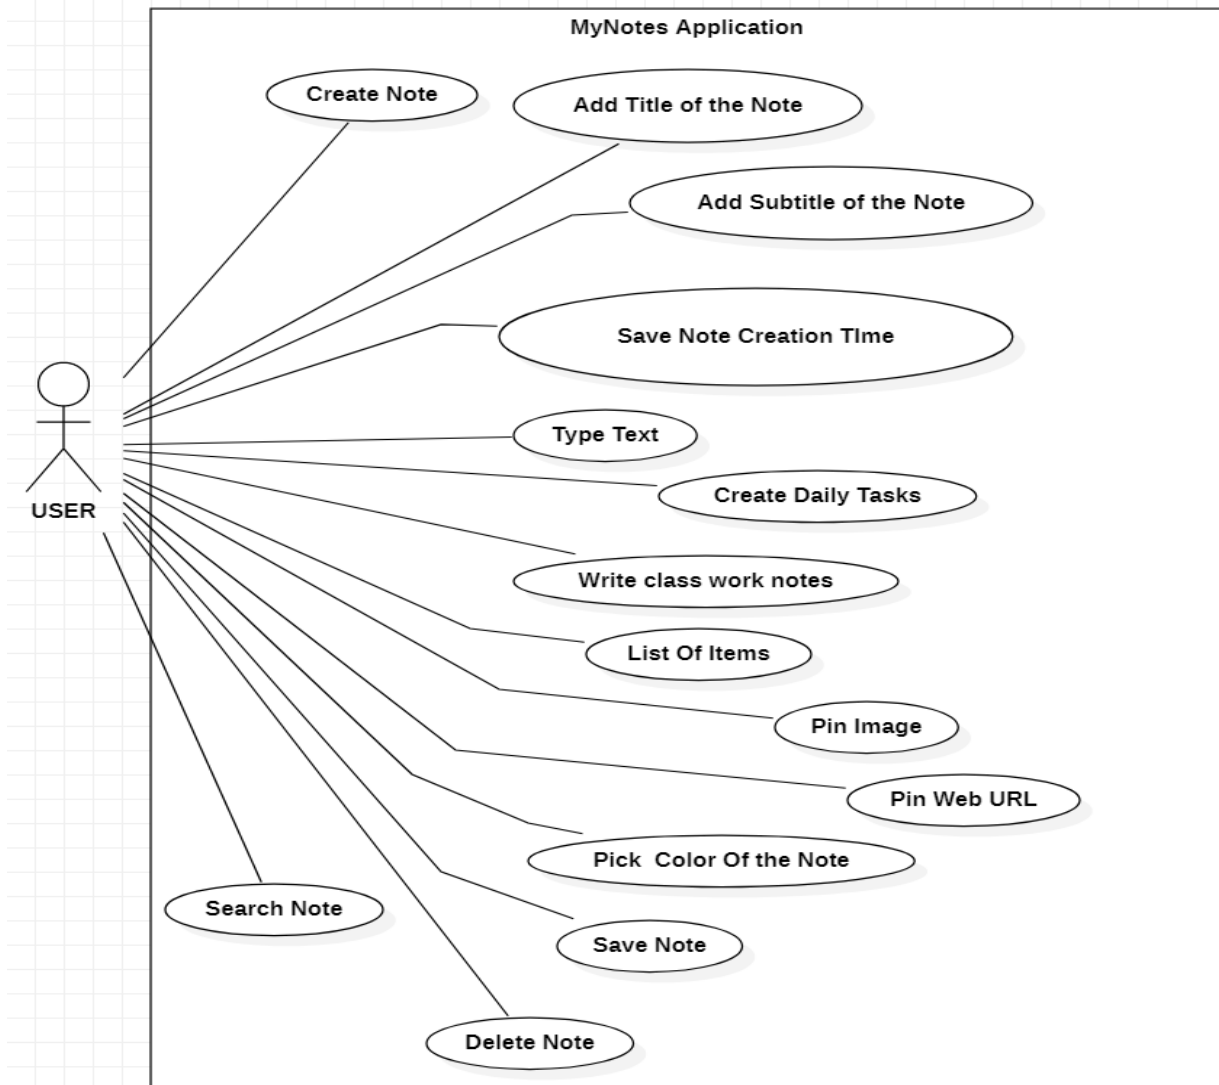 MyNotes Application
Create Note
Add Title of the Note
Add Subtitle of the Note
Save Note Creation TIme
USER
Type Text
Create Daily Tasks
Write class work notes
List Of Items
Pin Image
Pin Web URL
Pick  Color Of the Note
Search Note
Save Note
Delete Note